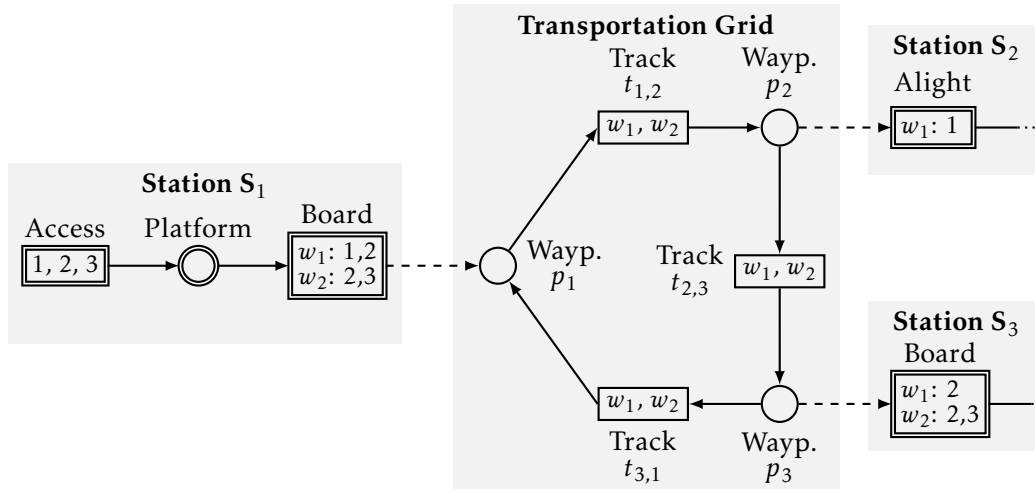 Transportation Grid
Track
t1,2
w1, w2
Wayp.
p2
Station S2
Alight
w1: 1
Station S1
Access
1, 2, 3
Platform
Board
w1: 1,2
w2: 2,3
Wayp.
p1
Track
t2,3
w1, w2
Station S3
Board
w1: 2
w2: 2,3
w1, w2
Track
t3,1
Wayp.
p3